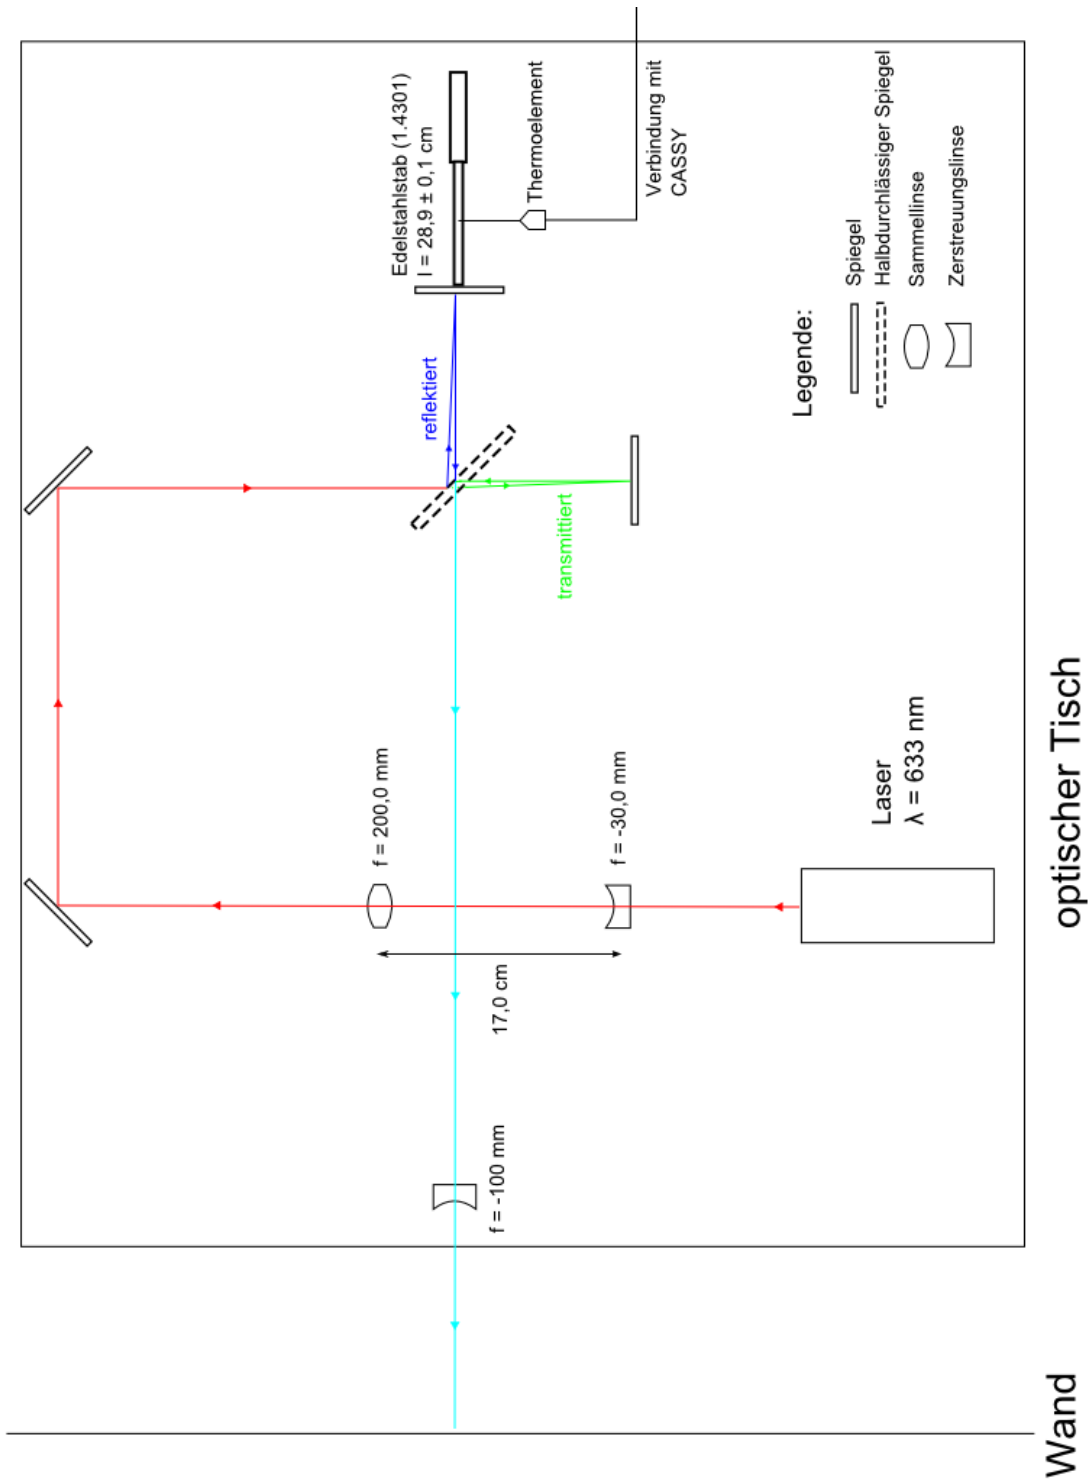 Edelstahlstab (1.4301)
l = 28,9 ± 0,1 cm
Thermoelement
Verbindung mit
CASSY
reflektiert
transmittiert
Legende:
Spiegel
Halbdurchlässiger Spiegel
Sammellinse
Zerstreuungslinse
f = 200,0 mm
f = -30,0 mm
17,0 cm
f = -100 mm
Laser
λ = 633 nm
optischer Tisch
Wand